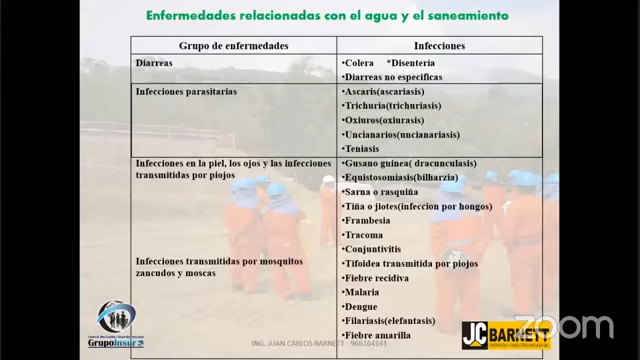 Enfermedades relacionadas con el agua y el saneamiento
Grupo de enfermedades Infecciones
Diarreas
•Colera *Disentería
•Diarreas no especificas
Infecciones parasitarias
•Ascaris(ascariasis)
•Trichuria(trichuriasis)
•Oxiuros(oxiurasis)
•Uncianarios(uncianariasis)
•Teniasis
Infecciones en la piel, los ojos y las infecciones
transmitidas por piojos
•Gusano guinea( dracunculasis)
•Equistosomiasis(bilharzia)
•Sarna o rasquiña
•Tiña o jiotes(infeccion por hongos)
•Frambesia
•Tracoma
•Conjuntivitis
•Tifoidea transmitida por piojos
•Fiebre recidiva
Infecciones transmitidas por mosquitos
zancudos y moscas
•Malaria
•Dengue
•Filariasis(elefantasis)
•Fiebre amarilla
GrupoInsur
ING. JUAN CARLOS BARNETT - 966164141
JC BARNETT
zoom